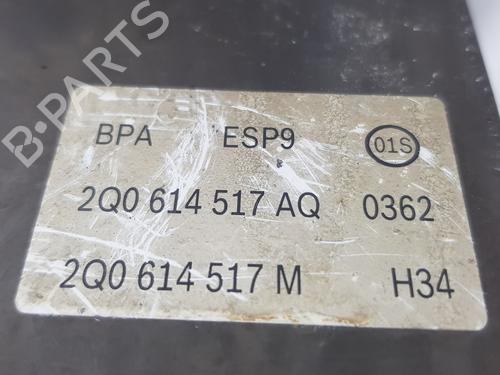 B-PARTS
BPA ESP9 01S
2Q0 614 517 AQ 0362
2Q0 614 517 M H34